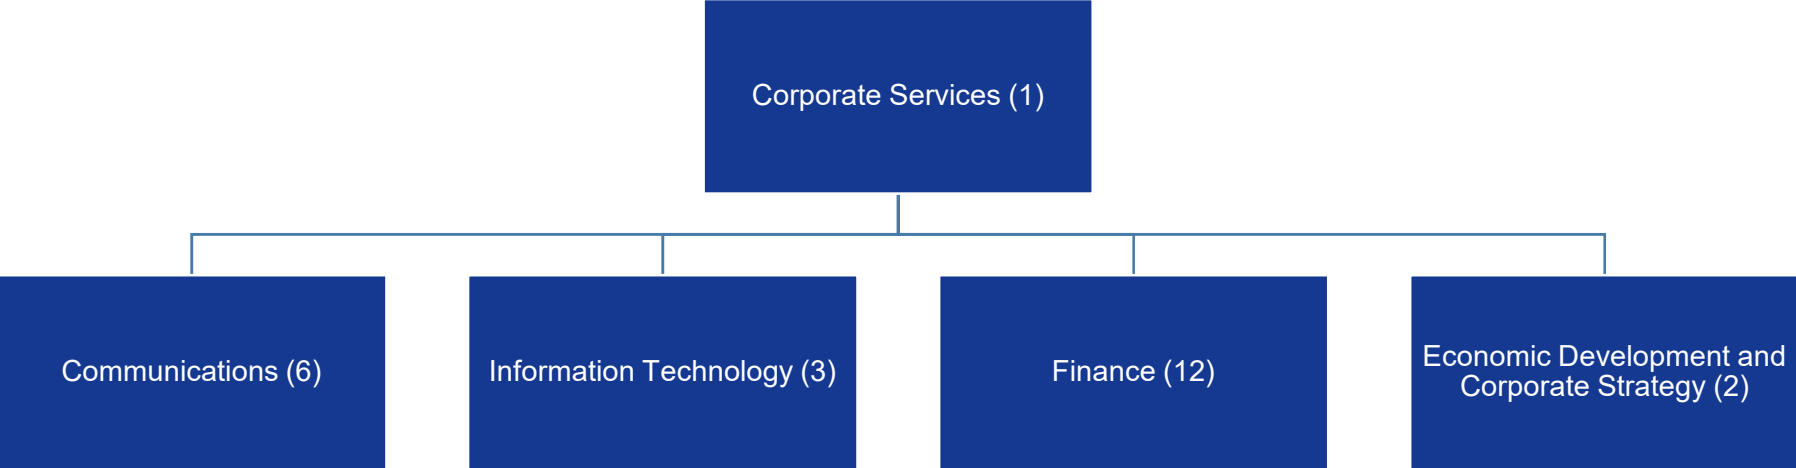 Corporate Services (1)
Communications (6)
Information Technology (3)
Finance (12)
Economic Development and
Corporate Strategy (2)